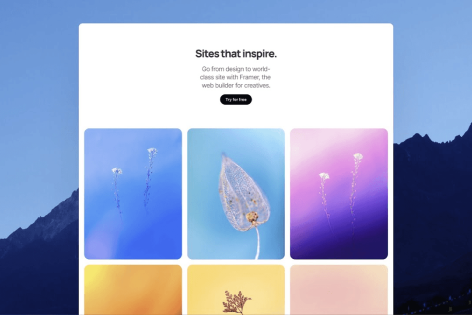 Sites that inspire.
Go from design to world-
class site with Framer, the
web builder for creatives.
Try for free